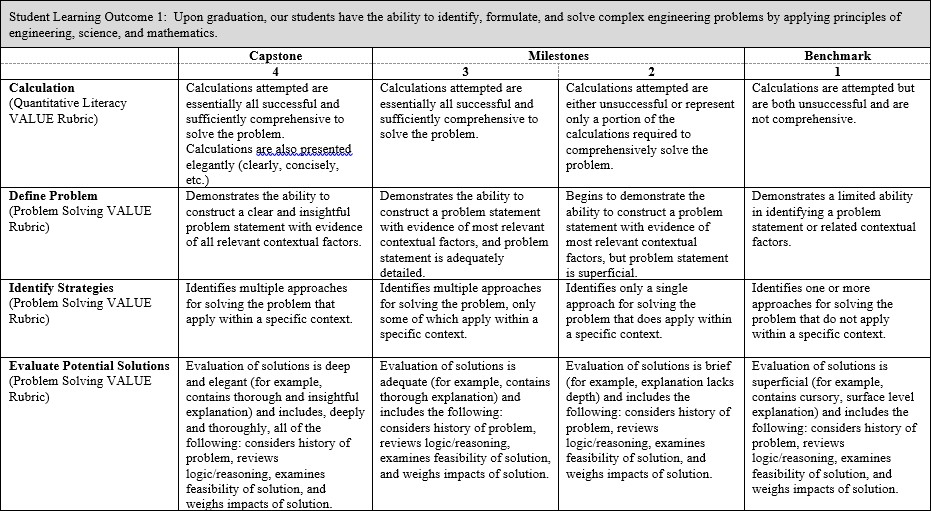 Student Learning Outcome 1:  Upon graduation, our students have the ability to identify, formulate, and solve complex engineering problems by applying principles of
engineering, science, and mathematics.
Capstone
Milestones
Benchmark
4
3
2
1
Calculation
(Quantitative Literacy
VALUE Rubric)
Calculations attempted are
essentially all successful and
sufficiently comprehensive to
solve the problem.
Calculations are also presented
elegantly (clearly, concisely,
etc.)
Calculations attempted are
essentially all successful and
sufficiently comprehensive to
solve the problem.
Calculations attempted are
either unsuccessful or represent
only a portion of the
calculations required to
comprehensively solve the
problem.
Calculations are attempted but
are both unsuccessful and are
not comprehensive.
Define Problem
(Problem Solving VALUE
Rubric)
Demonstrates the ability to
construct a clear and insightful
problem statement with evidence
of all relevant contextual factors.
Demonstrates the ability to
construct a problem statement
with evidence of most relevant
contextual factors, and problem
statement is adequately
detailed.
Begins to demonstrate the
ability to construct a problem
statement with evidence of
most relevant contextual
factors, but problem statement
is superficial.
Demonstrates a limited ability
in identifying a problem
statement or related contextual
factors.
Identify Strategies
(Problem Solving VALUE
Rubric)
Identifies multiple approaches
for solving the problem that
apply within a specific context.
Identifies multiple approaches
for solving the problem, only
some of which apply within a
specific context.
Identifies only a single
approach for solving the
problem that does apply within
a specific context.
Identifies one or more
approaches for solving the
problem that do not apply
within a specific context.
Evaluate Potential Solutions
(Problem Solving VALUE
Rubric)
Evaluation of solutions is deep
and elegant (for example,
contains thorough and insightful
explanation) and includes, deeply
and thoroughly, all of the
following: considers history of
problem, reviews
logic/reasoning, examines
feasibility of solution, and
weighs impacts of solution.
Evaluation of solutions is
adequate (for example, contains
thorough explanation) and
includes the following:
considers history of problem,
reviews logic/reasoning,
examines feasibility of solution,
and weighs impacts of solution.
Evaluation of solutions is brief
(for example, explanation lacks
depth) and includes the
following: considers history of
problem, reviews
logic/reasoning, examines
feasibility of solution, and
weighs impacts of solution.
Evaluation of solutions is
superficial (for example,
contains cursory, surface level
explanation) and includes the
following: considers history of
problem, reviews
logic/reasoning, examines
feasibility of solution, and
weighs impacts of solution.